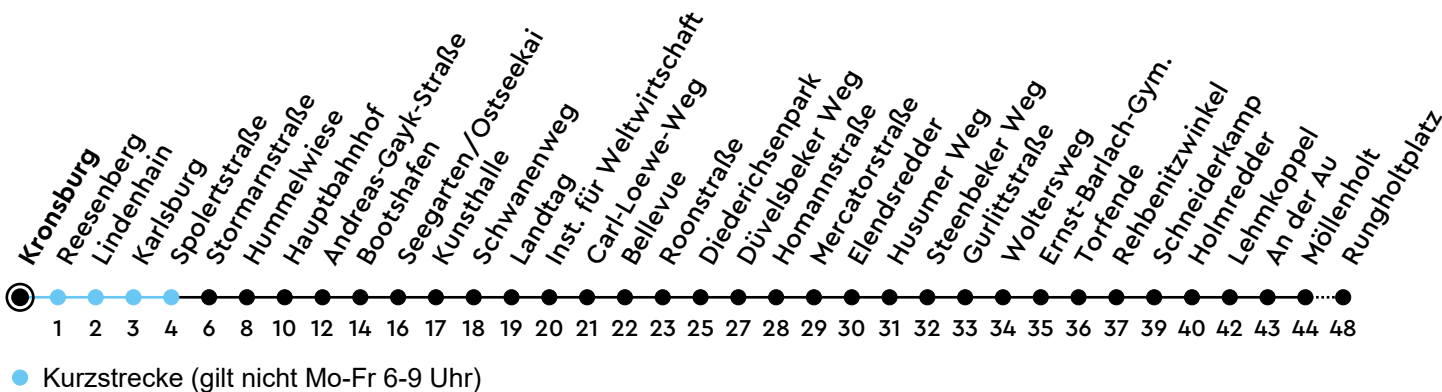 Kronsburg
Reesenberg
Lindenhain
Karlsburg
Spolertstraße
Stormarnstraße
Hummelwiese
Hauptbahnhof
Andreas-Gayk-Straße
Bootshafen
Seegarten/Ostseekai
Kunsthalle
Schwanenweg
Landtag
Inst. für Weltwirtschaft
Carl-Loewe-Weg
Bellevue
Roonstraße
Diederichsenpark
Düvelsbeker Weg
Homannstraße
Mercatorstraße
Elendsredder
Husumer Weg
Steenbeker Weg
Gurlittstraße
Woltersweg
Ernst-Barlach-Gym.
Torfende
Rehbenitzwinkel
Schneiderkamp
Holmredder
Lehmkoppel
An der Au
Möllenholt
Rungholtplatz
1 2 3 4 6 8 10 12 14 16 17 18 19 20 21 22 23 25 27 28 29 30 31 32 33 34 35 36 37 39 40 42 43 44 48
Kurzstrecke (gilt nicht Mo-Fr 6-9 Uhr)